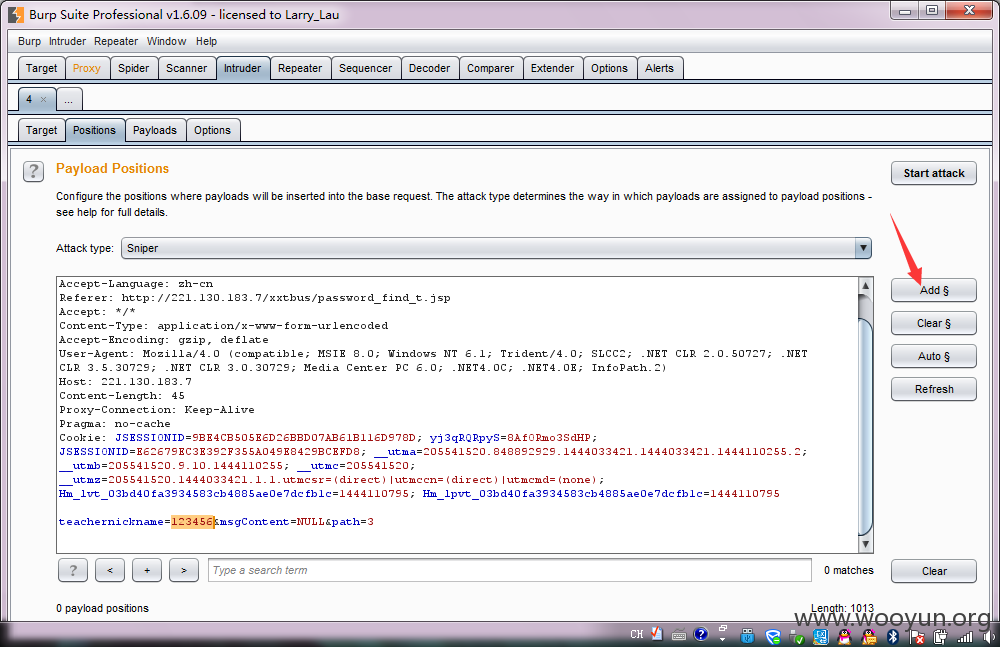 Burp Suite Professional v1.6.09 - licensed to Larry_Lau
Burp Intruder Repeater Window Help
Target Proxy Spider Scanner Intruder Repeater Sequencer Decoder Comparer Extender Options Alerts
4 × ...
Target Positions Payloads Options
? Payload Positions
Start attack
Configure the positions where payloads will be inserted into the base request. The attack type determines the way in which payloads are assigned to payload positions -
see help for full details.
Attack type: Sniper
Accept-Language: zh-cn
Referer: http://221.130.183.7/xxtbus/password_find_t.jsp
Accept: */*
Content-Type: application/x-www-form-urlencoded
Accept-Encoding: gzip, deflate
User-Agent: Mozilla/4.0 (compatible; MSIE 8.0; Windows NT 6.1; Trident/4.0; SLCC2; .NET CLR 2.0.50727; .NET
CLR 3.5.30729; .NET CLR 3.0.30729; Media Center PC 6.0; .NET4.0C; .NET4.0E; InfoPath.2)
Host: 221.130.183.7
Content-Length: 45
Proxy-Connection: Keep-Alive
Pragma: no-cache
Cookie: JSESSIONID=9BE4CB505E6D26BBD07AB61B116D978D; yj3qRQRpyS=8AfORmo3SdHP;
JSESSIONID=E62679EC3E392F355A049E8429BCEFD8; __utma=205541520.848892929.1444033421.1444033421.1444110255.2;
__utmb=205541520.9.10.1444110255; __utmc=205541520;
__utmz=205541520.1444033421.1.1.utmcsr=(direct)|utmccn=(direct)|utmcmd=(none);
Hm_lvt_03bd40fa3934583cb4885ae0e7dcfb1c=1444110795; Hm_lpvt_03bd40fa3934583cb4885ae0e7dcfb1c=1444110795
teachernickname=123456&msgContent=NULL&path=3
Add §
Clear §
Auto §
Refresh
? < + > Type a search term 0 matches Clear
0 payload positions Length: 1013
www.wooyun.org
CH